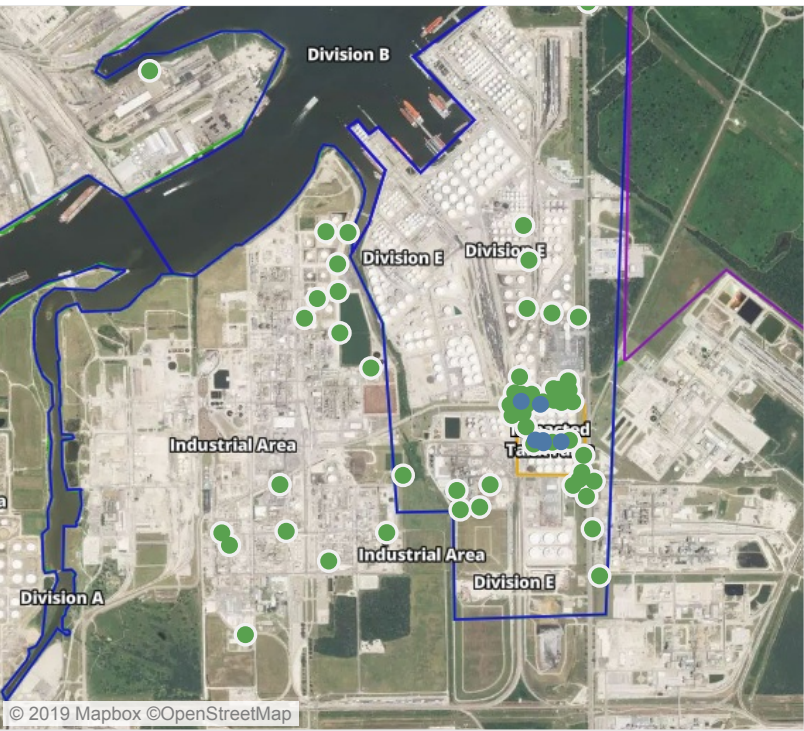 Division B
Division E
Division E
Industrial Area
Industrial Area
Division E
Division A
a
© 2019 Mapbox ©OpenStreetMap